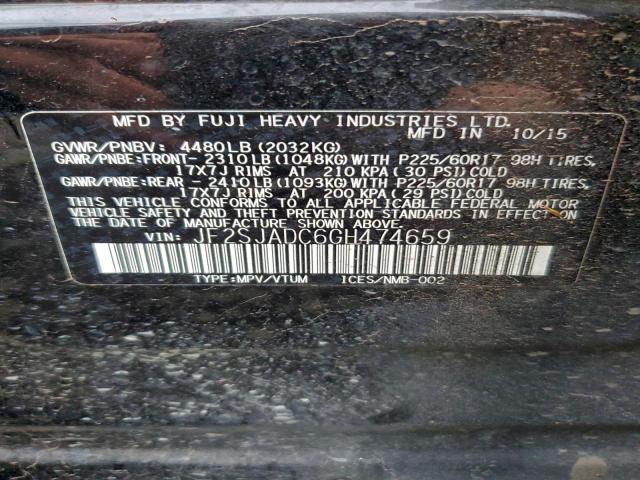 MFD BY FUJI HEAVY INDUSTRIES LTD.
MFD IN 10/15
GVWR/PNBV: 4480LB(2032KG)
GAWR/PNBE:FRONT-2310LB(1048KG)WITH P225/60R17 98H TIRES,
17X7J RIMS AT 210 KPA(30 PSI)COLD
GAWR/PNBE:REAR -2410LB(1093KG)WITH P225/60R17 98H TIRES,
17X7J RIMS AT 200 KPA(29 PSI)COLD
THIS VEHICLE CONFORMS TO ALL APPLICABLE FEDERAL MOTOR
VEHICLE SAFETY AND THEFT PREVENTION STANDARDS IN EFFECT ON
THE DATE OF MANUFACTURE SHOWN ABOVE.
VIN: JF2SJADC6GH474659
TYPE:MPV/VTUM ICES/NMB-002